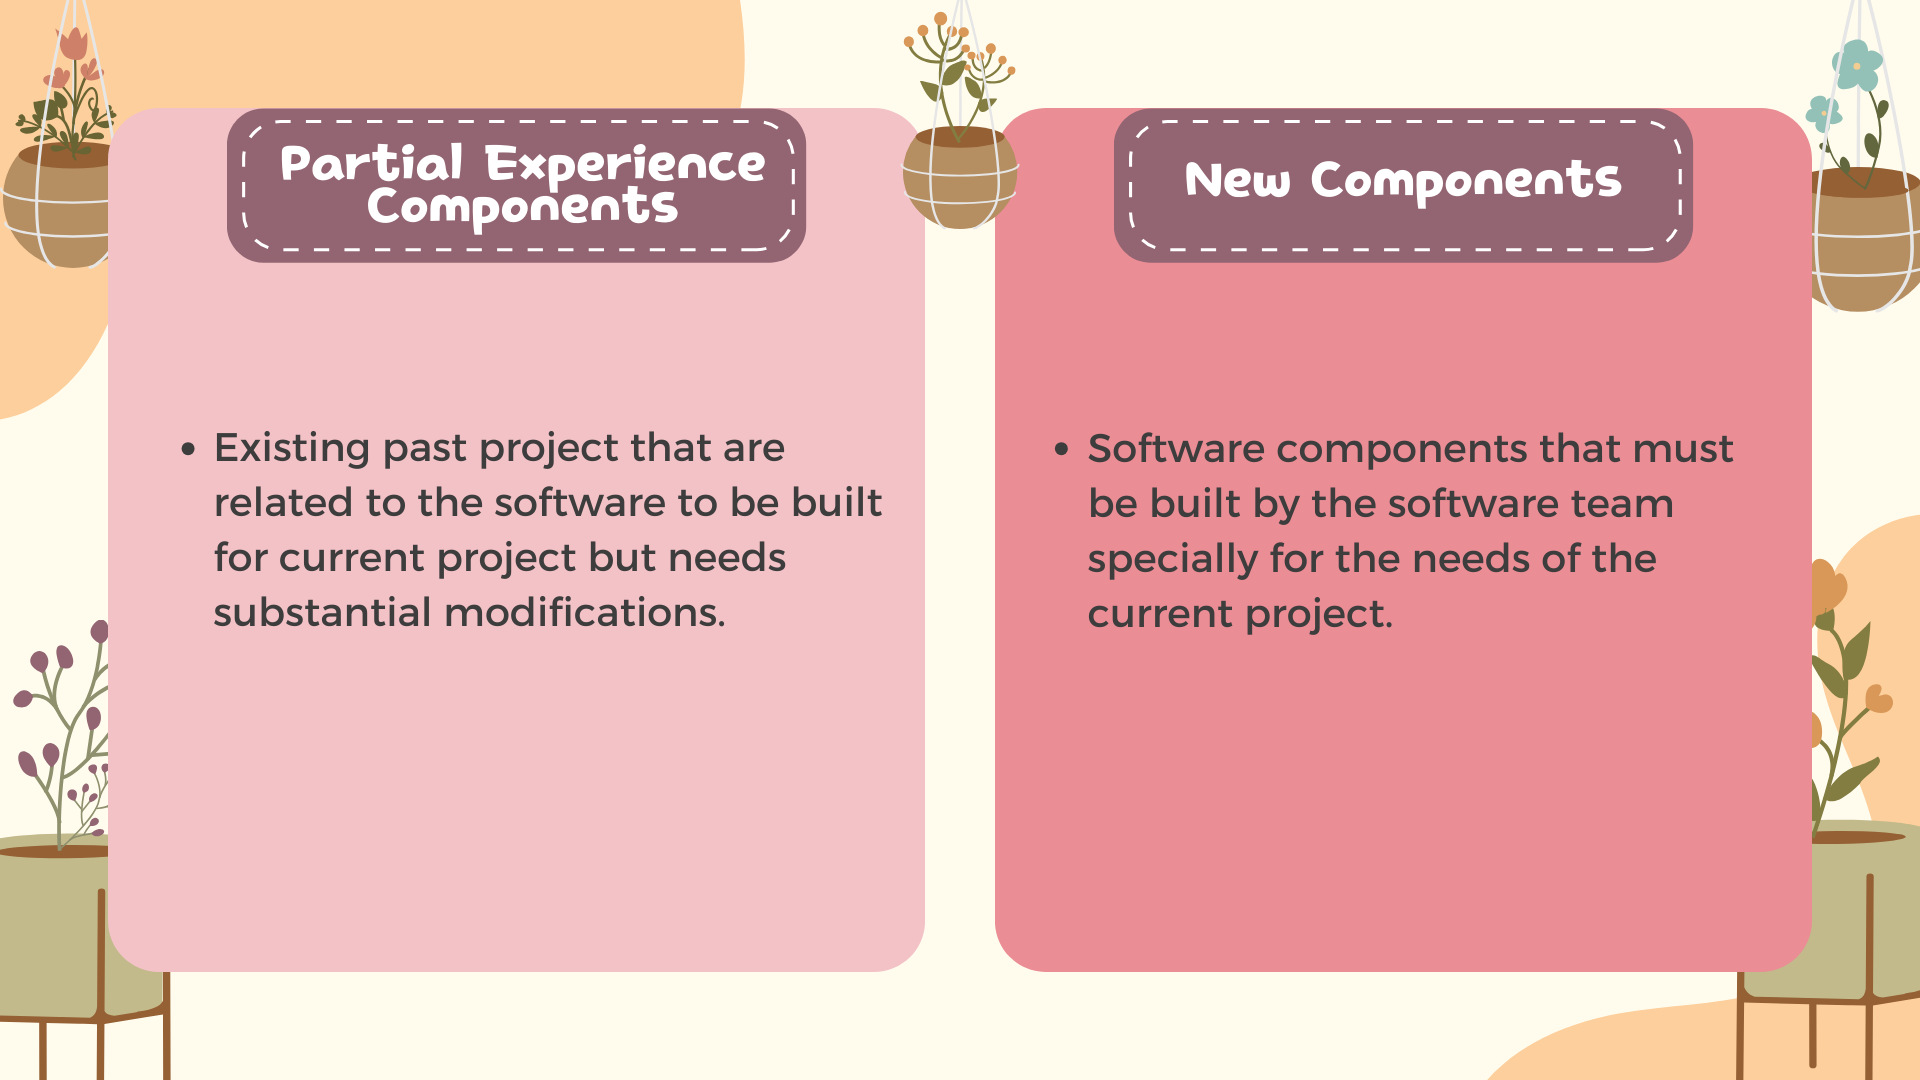 Partial Experience
Components
• Existing past project that are
related to the software to be built
for current project but needs
substantial modifications.
New Components
• Software components that must
be built by the software team
specially for the needs of the
current project.